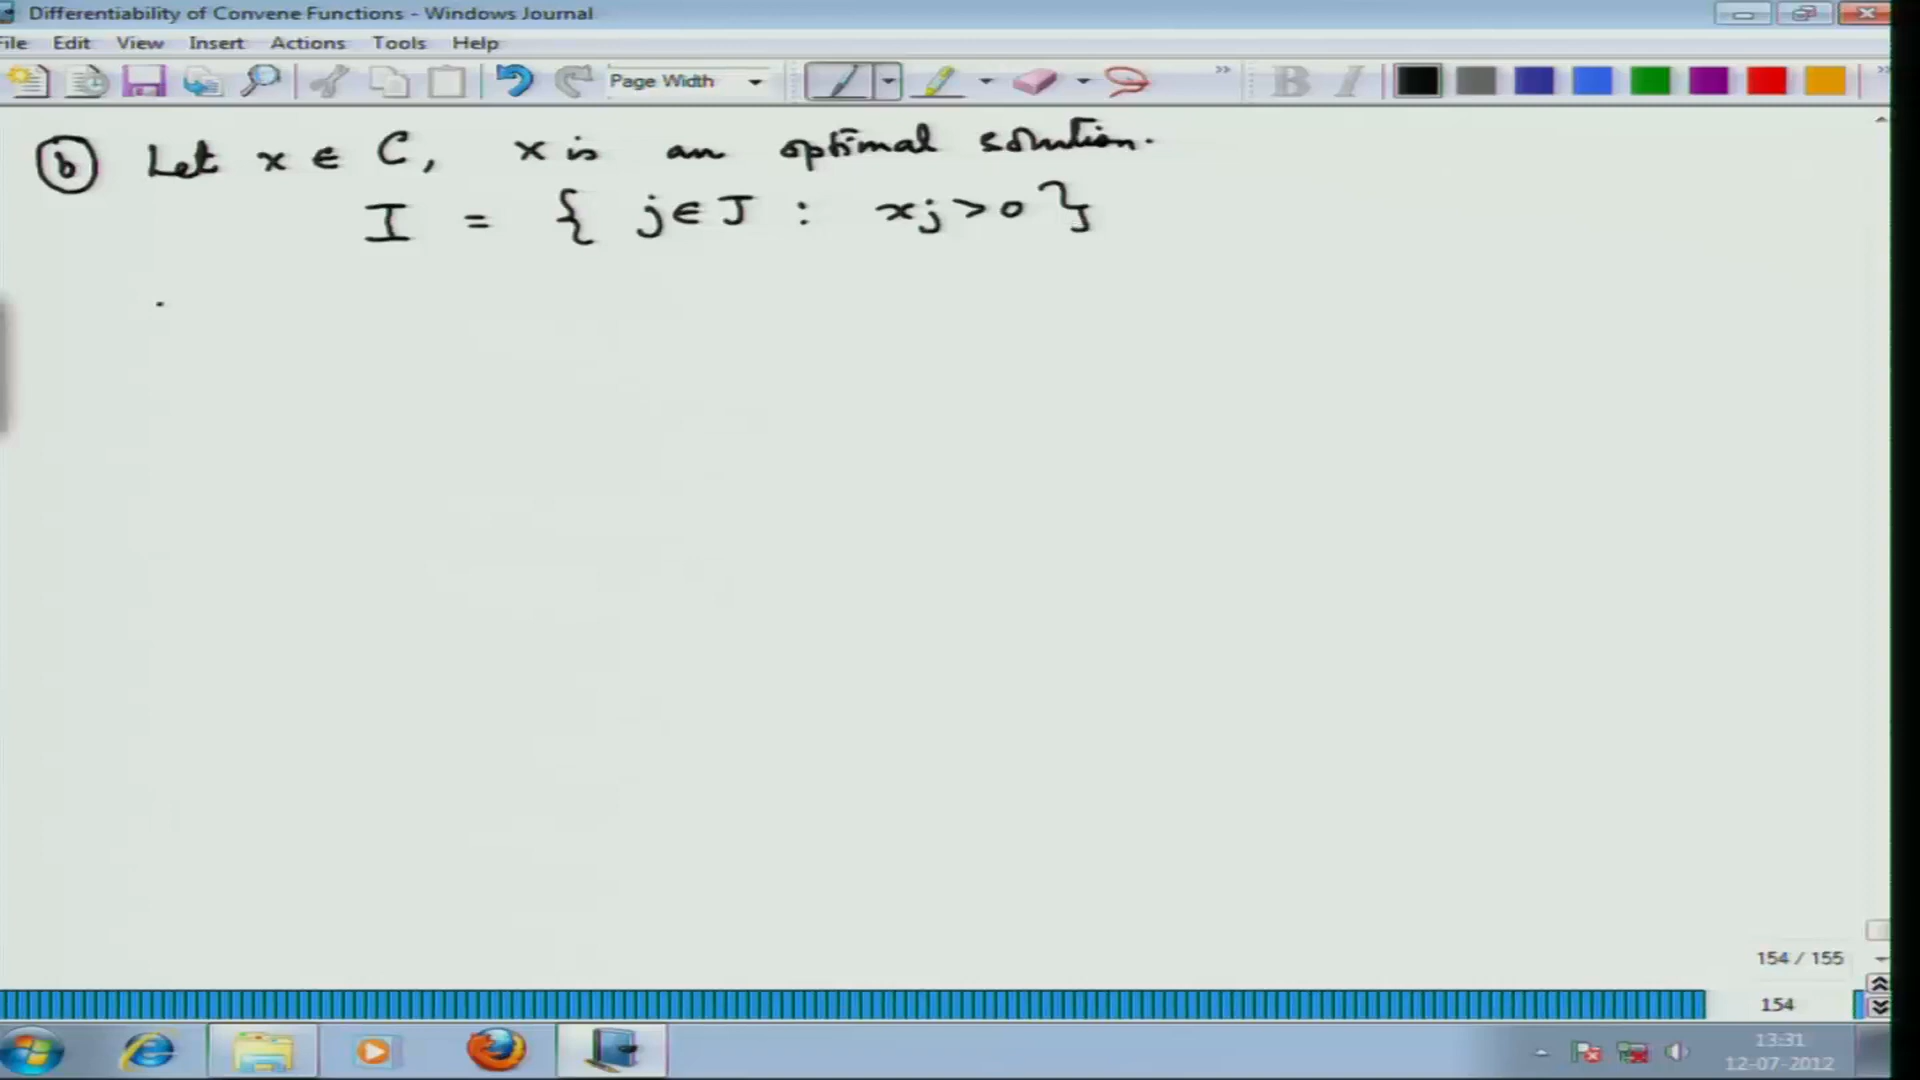 Differentiability of Convene Functions - Windows Journal
File Edit View Insert Actions Tools Help
Page Width B I
(b) Let x ∈ C, x is an optimal solution.
I = { j ∈ J : xj > 0 }
154 / 155
154
13:31
12-07-2012